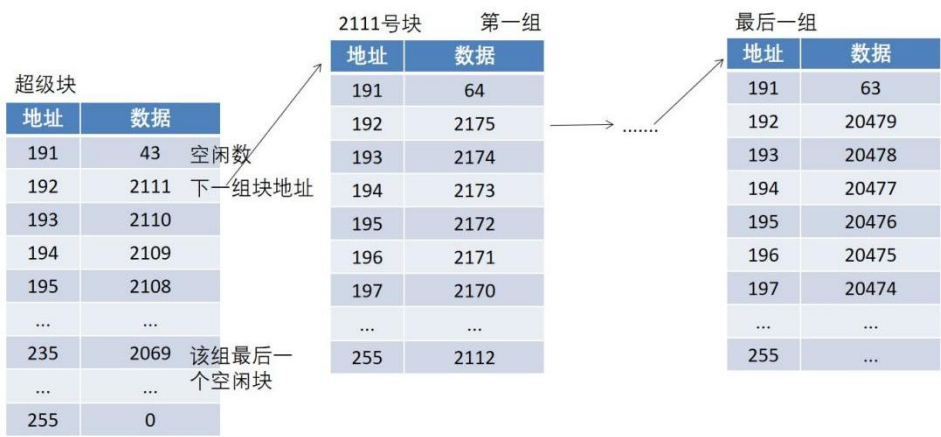 超级块
地址 数据
191 43 空闲数
192 2111 下一组块地址
193 2110
194 2109
195 2108
... ...
235 2069 该组最后一
个空闲块
... ...
255 0
2111号块 第一组
地址 数据
191 64
192 2175
193 2174
194 2173
195 2172
196 2171
197 2170
... ...
255 2112
.......
最后一组
地址 数据
191 63
192 20479
193 20478
194 20477
195 20476
196 20475
197 20474
... ...
255 ...